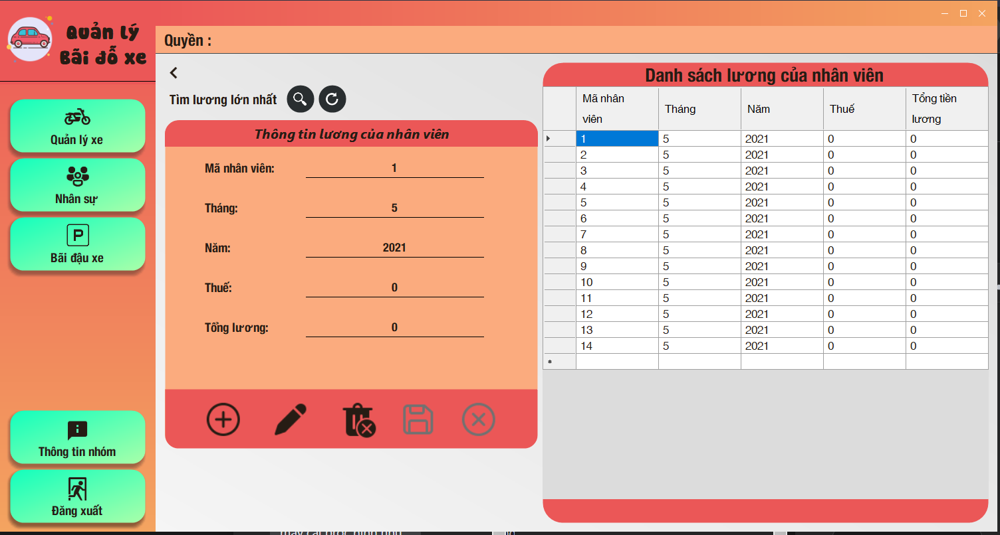 Quản lý
Bãi đỗ xe
Quyền :
Quản lý xe
Nhân sự
P
Bãi đậu xe
Thông tin nhóm
Đăng xuất
Tìm lương lớn nhất
Thông tin lương của nhân viên
Mã nhân viên: 1
Tháng: 5
Năm: 2021
Thuế: 0
Tổng lương: 0
Danh sách lương của nhân viên
Mã nhân viên Tháng Năm Thuế Tổng tiền lương
1 5 2021 0 0
2 5 2021 0 0
3 5 2021 0 0
4 5 2021 0 0
5 5 2021 0 0
6 5 2021 0 0
7 5 2021 0 0
8 5 2021 0 0
9 5 2021 0 0
10 5 2021 0 0
11 5 2021 0 0
12 5 2021 0 0
13 5 2021 0 0
14 5 2021 0 0